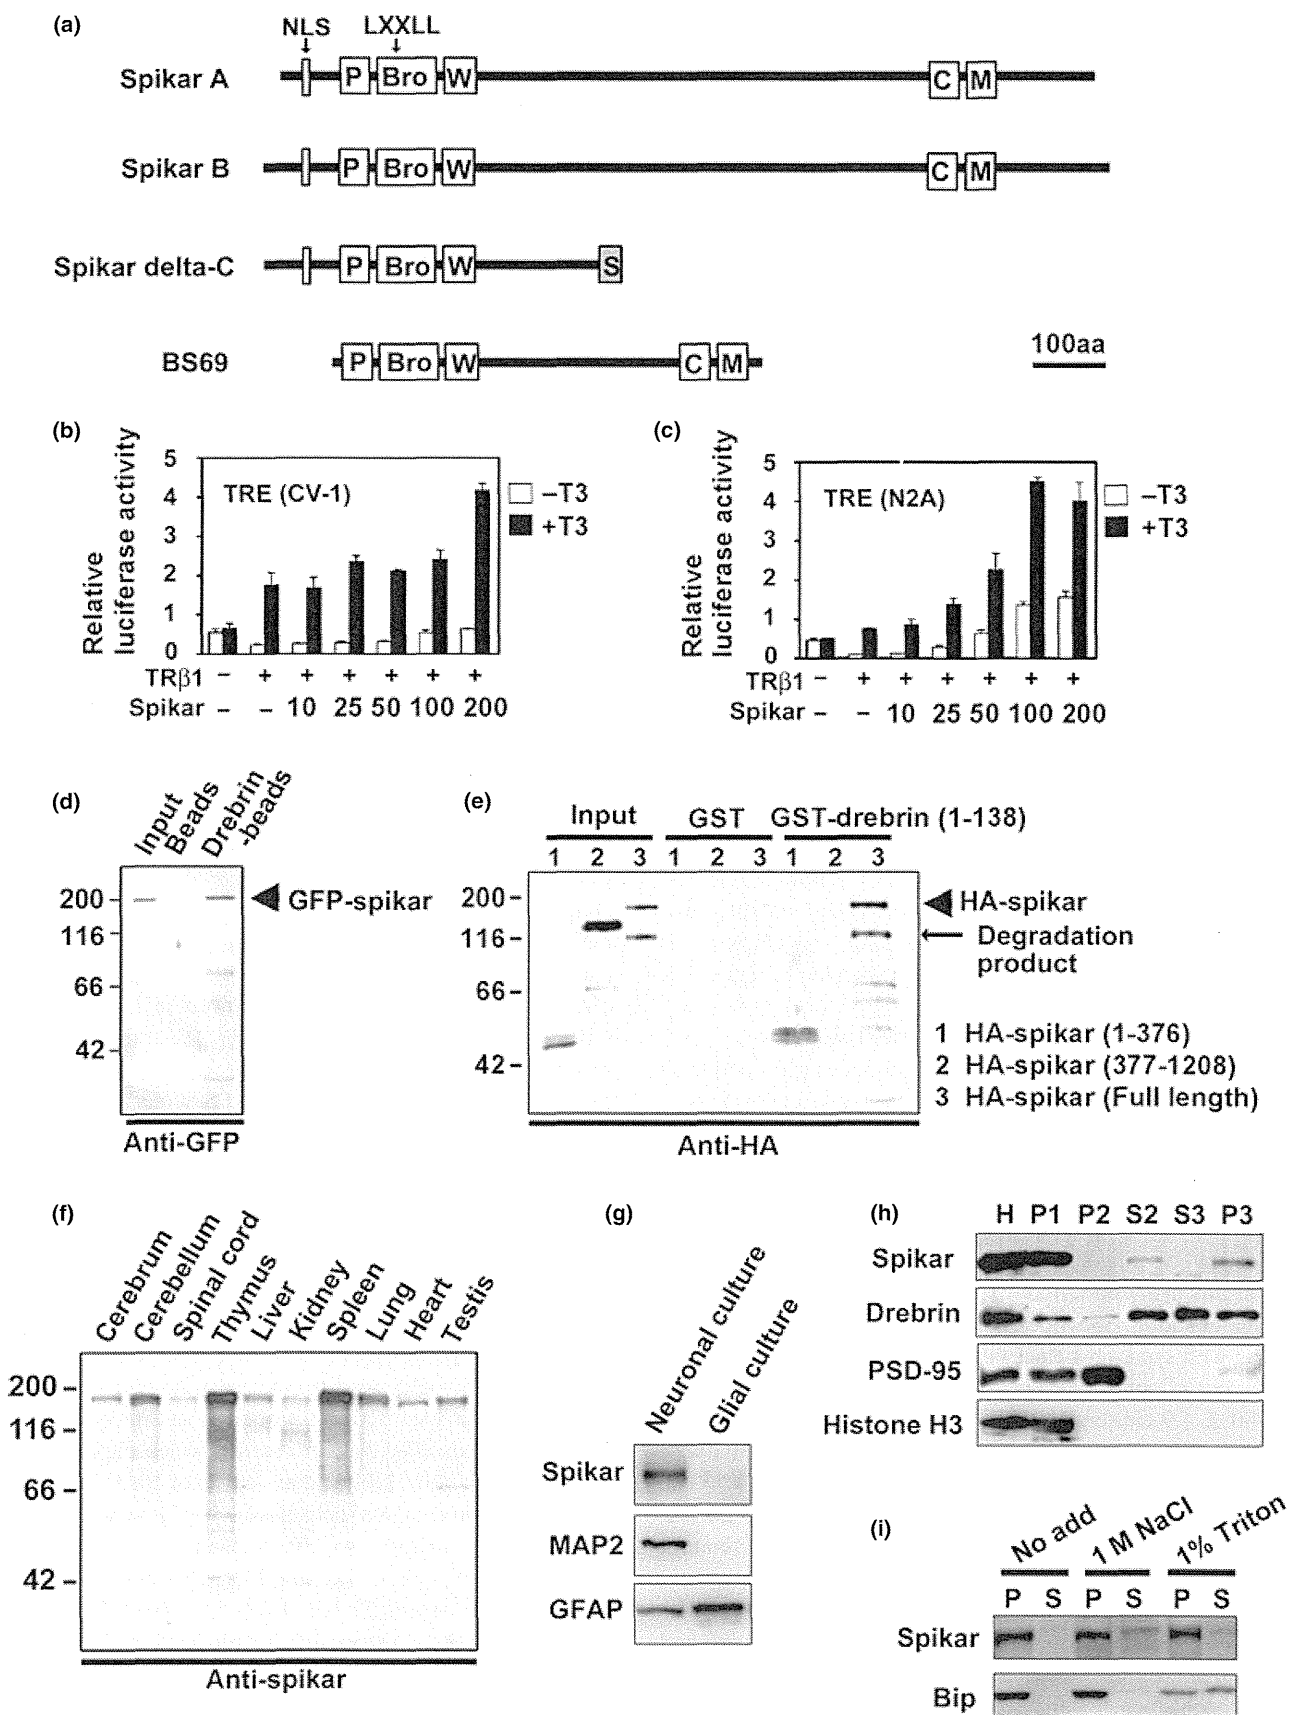 (a)
NLS LXXLL
Spikar A P Bro W C M
Spikar B P Bro W C M
Spikar delta-C P Bro W S
BS69 P Bro W C M
100aa
(b)
Relative luciferase activity
5
4
3
2
1
0
TRE (CV-1)
–T3
+T3
TRβ1 – + + + + + +
Spikar – – 10 25 50 100 200
(c)
Relative luciferase activity
5
4
3
2
1
0
TRE (N2A)
–T3
+T3
TRβ1 – + + + + + +
Spikar – – 10 25 50 100 200
(d)
Input
Beads
Drebrin -beads
200
116
66
42
GFP-spikar
Anti-GFP
(e)
Input GST GST-drebrin (1-138)
1 2 3 1 2 3 1 2 3
200
116
66
42
HA-spikar
Degradation product
1 HA-spikar (1-376)
2 HA-spikar (377-1208)
3 HA-spikar (Full length)
Anti-HA
(f)
Cerebrum
Cerebellum
Spinal cord
Thymus
Liver
Kidney
Spleen
Lung
Heart
Testis
200
116
66
42
Anti-spikar
(g)
Neuronal culture
Glial culture
Spikar
MAP2
GFAP
(h)
H P1 P2 S2 S3 P3
Spikar
Drebrin
PSD-95
Histone H3
(i)
No add 1 M NaCl 1% Triton
P S P S P S
Spikar
Bip